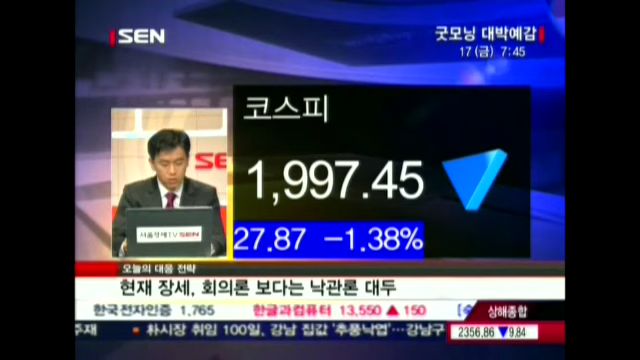 SEN
굿모닝 대박예감
17(금) 7:45
코스피
1,997.45
27.87 -1.38%
SE
서울경제TV SEN
오늘의 대응 전략
현재 장세, 회의론 보다는 낙관론 대두
한국전자인증 1,765 한글과컴퓨터 13,550 ▲ 150
상해종합
주재 朴시장 취임 100일, 강남 집값 '추풍낙엽'…강남구
2356.86 ▼9.84